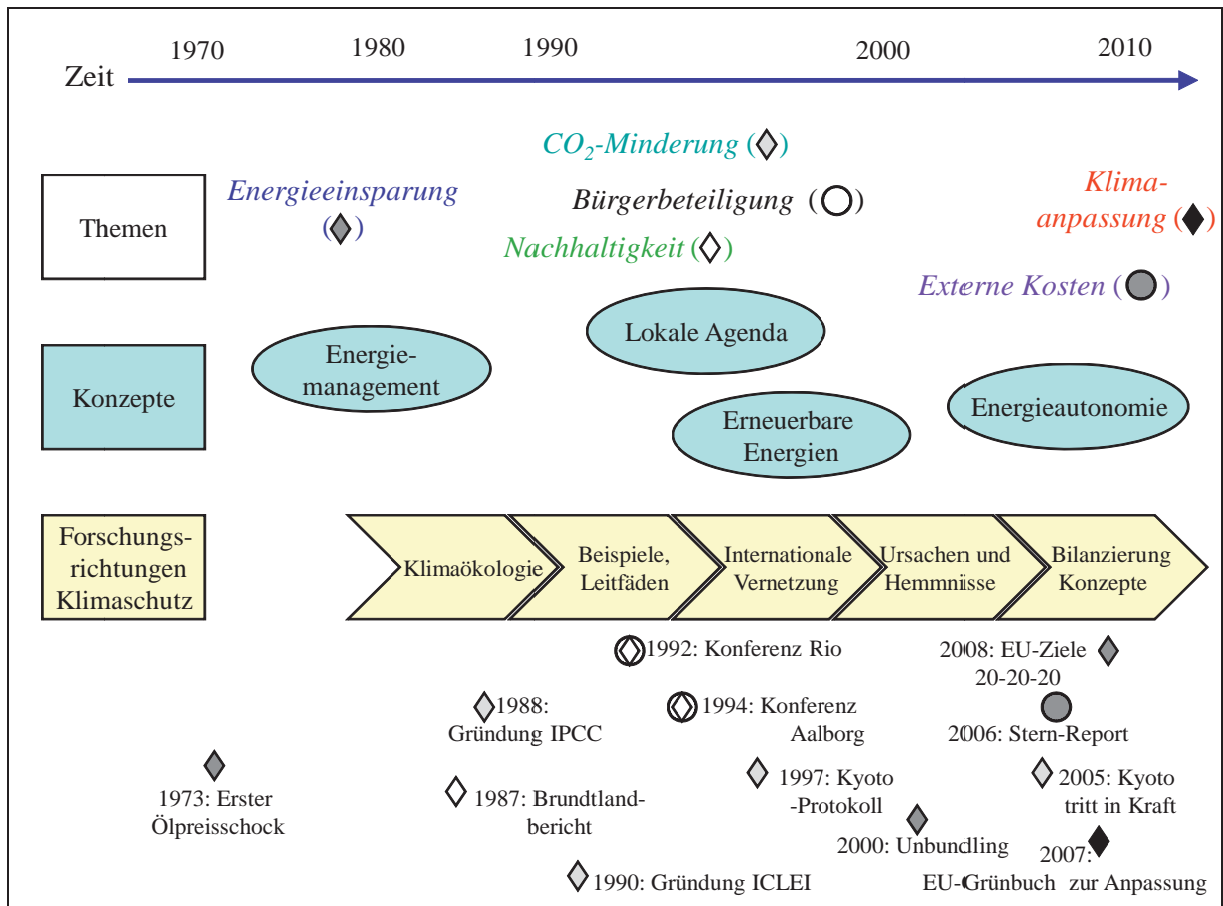 1970 1980 1990 2000 2010
Zeit
CO2-Minderung ( )
Energieeinsparung
( )
Bürgerbeteiligung ( )
Klima-
anpassung ( )
Themen
Nachhaltigkeit ( )
Externe Kosten ( )
Konzepte
Energie-
management
Lokale Agenda
Erneuerbare
Energien
Energieautonomie
Forschungs-
richtungen
Klimaschutz
Klimaökologie
Beispiele,
Leitfäden
Internationale
Vernetzung
Ursachen und
Hemmnisse
Bilanzierung
Konzepte
1992: Konferenz Rio
2008: EU-Ziele
20-20-20
1988:
Gründung IPCC
1994: Konferenz
Aalborg
2006: Stern-Report
1973: Erster
Ölpreisschock
1987: Brundtland-
bericht
1997: Kyoto
-Protokoll
2005: Kyoto
tritt in Kraft
2000: Unbundling
2007:
EU-Grünbuch zur Anpassung
1990: Gründung ICLEI